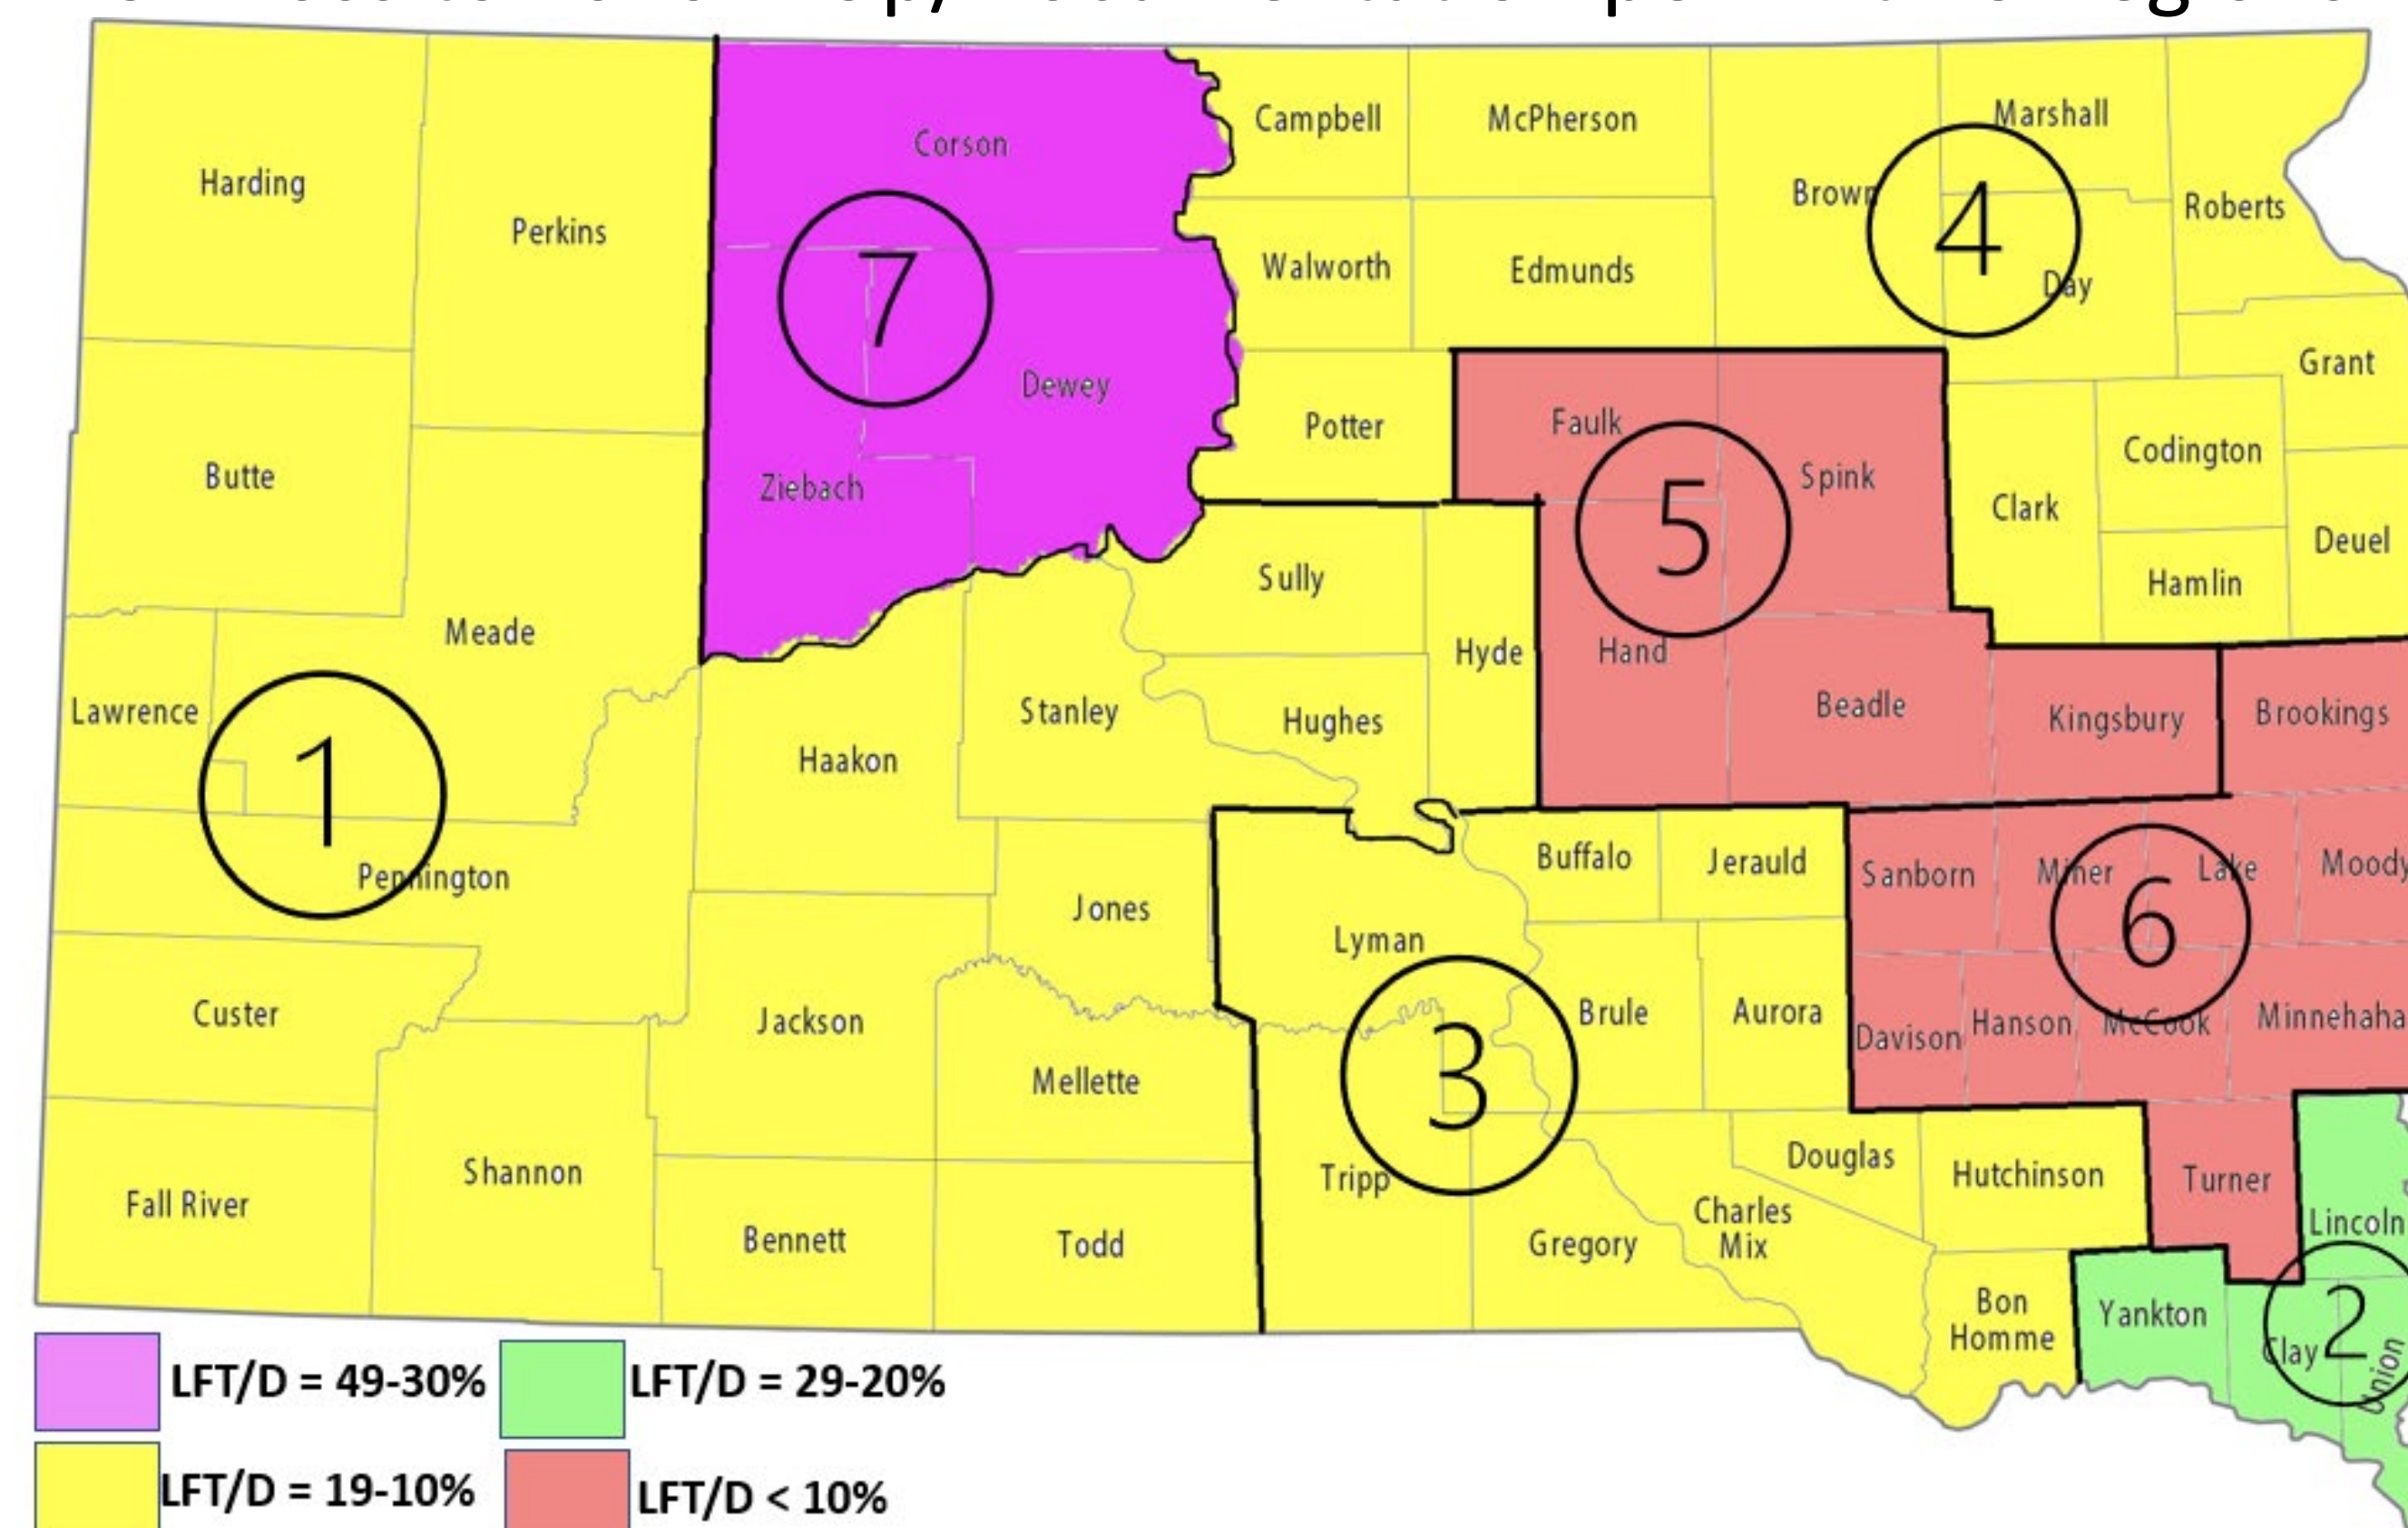 Harding
Perkins
Corson
Campbell
McPherson
Marshall
Brown
4
Roberts
Day
Walworth
Edmunds
7
Dewey
Ziebach
Butte
Potter
Faulk
Spink
5
Grant
Codington
Clark
Deuel
Hamlin
Sully
Hyde
Hand
Meade
Lawrence
1
Stanley
Hughes
Haakon
Beadle
Kingsbury
Brookings
Pennington
Jones
Lyman
Buffalo
Jerauld
Sanborn
Miner
Lake
Moody
6
Custer
Jackson
Mellette
3
Brule
Aurora
Davison
Hanson
McCook
Minnehaha
Fall River
Shannon
Bennett
Todd
Tripp
Gregory
Charles
Mix
Douglas
Hutchinson
Turner
Lincoln
Bon
Homme
Yankton
Clay
2
Union
LFT/D = 49-30%
LFT/D = 29-20%
LFT/D = 19-10%
LFT/D < 10%